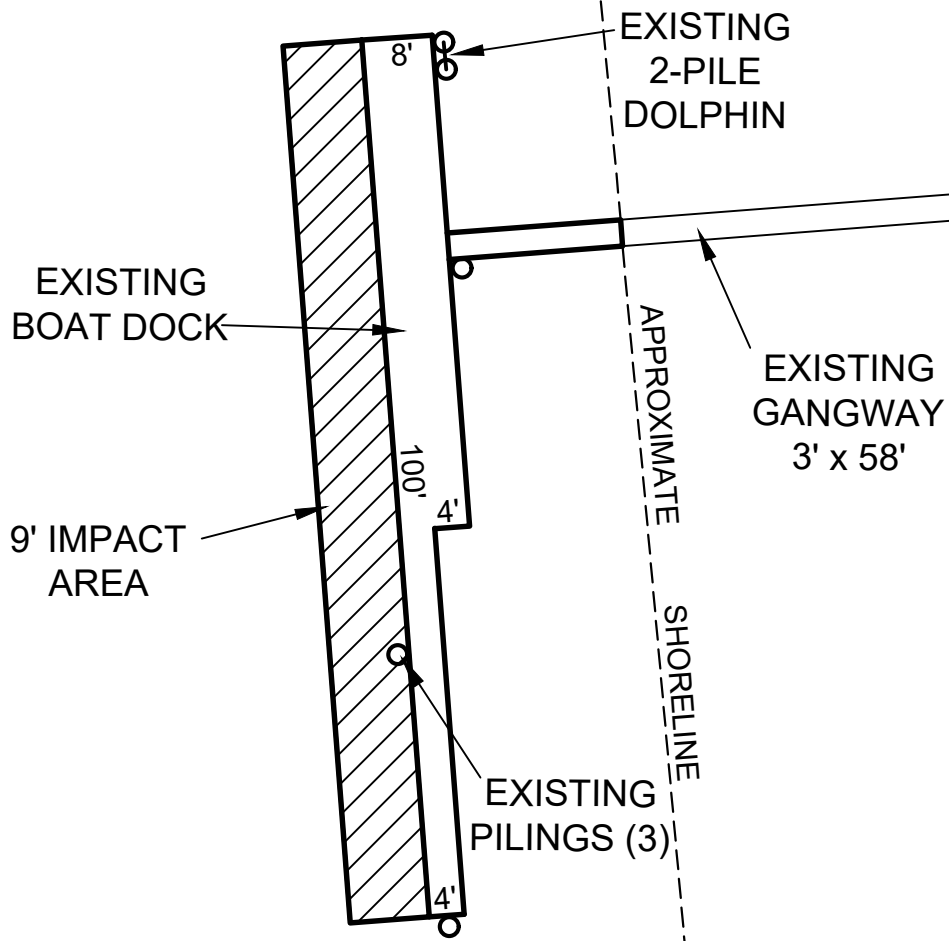 EXISTING
2-PILE
DOLPHIN
8'
EXISTING
BOAT DOCK
APPROXIMATE
EXISTING
GANGWAY
3' x 58'
100'
4'
9' IMPACT
AREA
SHORELINE
EXISTING
PILINGS (3)
4'